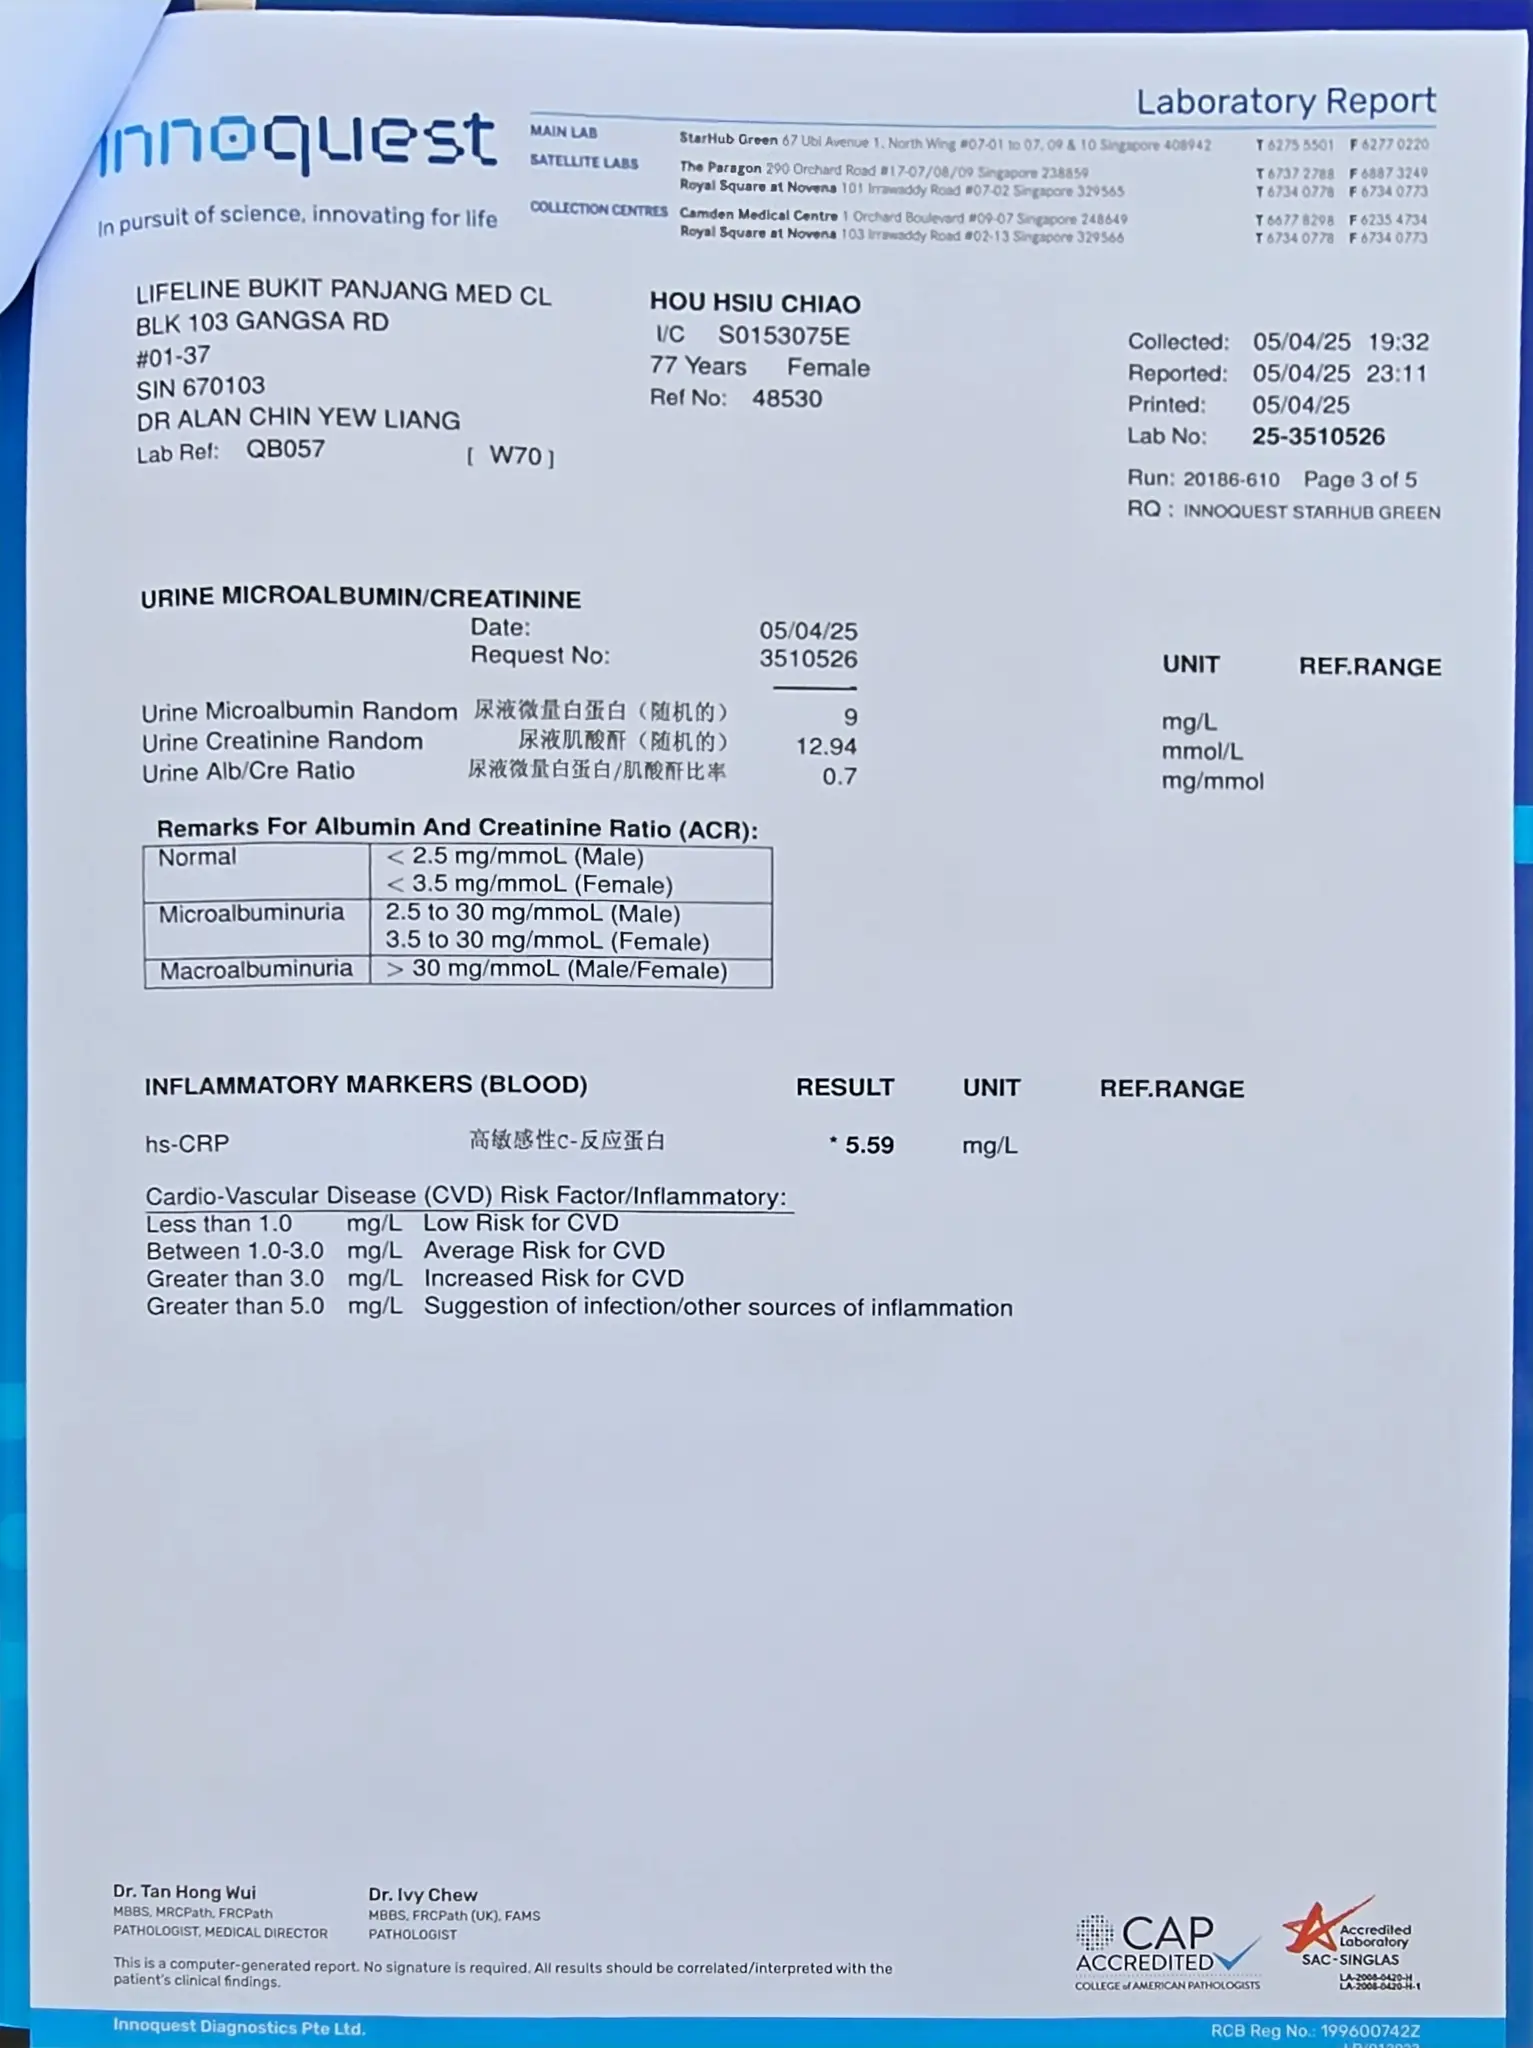 Laboratory Report
innoquest
In pursuit of science, innovating for life
MAIN LAB StarHub Green 67 Ubi Avenue 1, North Wing #07-01 to 07, 09 & 10 Singapore 408942 T 6275 5501 F 6277 0220
SATELLITE LABS The Paragon 290 Orchard Road #17-07/08/09 Singapore 238859 T 6737 2788 F 6887 3249
Royal Square at Novena 101 Irrawaddy Road #07-02 Singapore 329565 T 6734 0778 F 6734 0773
COLLECTION CENTRES Camden Medical Centre 1 Orchard Boulevard #09-07 Singapore 248649 T 6677 8298 F 6235 4734
Royal Square at Novena 103 Irrawaddy Road #02-13 Singapore 329566 T 6734 0778 F 6734 0773
LIFELINE BUKIT PANJANG MED CL
BLK 103 GANGSA RD
#01-37
SIN 670103
DR ALAN CHIN YEW LIANG
Lab Ref: QB057 [ W70 ]
HOU HSIU CHIAO
I/C S0153075E
77 Years Female
Ref No: 48530
Collected: 05/04/25 19:32
Reported: 05/04/25 23:11
Printed: 05/04/25
Lab No: 25-3510526
Run: 20186-610 Page 3 of 5
RQ : INNOQUEST STARHUB GREEN
URINE MICROALBUMIN/CREATININE
Date: 05/04/25
Request No: 3510526 UNIT REF.RANGE
Urine Microalbumin Random 尿液微量白蛋白（随机的） 9 mg/L
Urine Creatinine Random 尿液肌酸酐（随机的） 12.94 mmol/L
Urine Alb/Cre Ratio 尿液微量白蛋白/肌酸酐比率 0.7 mg/mmol
Remarks For Albumin And Creatinine Ratio (ACR):
Normal < 2.5 mg/mmoL (Male)
< 3.5 mg/mmoL (Female)
Microalbuminuria 2.5 to 30 mg/mmoL (Male)
3.5 to 30 mg/mmoL (Female)
Macroalbuminuria > 30 mg/mmoL (Male/Female)
INFLAMMATORY MARKERS (BLOOD) RESULT UNIT REF.RANGE
hs-CRP 高敏感性C-反应蛋白 * 5.59 mg/L
Cardio-Vascular Disease (CVD) Risk Factor/Inflammatory:
Less than 1.0 mg/L Low Risk for CVD
Between 1.0-3.0 mg/L Average Risk for CVD
Greater than 3.0 mg/L Increased Risk for CVD
Greater than 5.0 mg/L Suggestion of infection/other sources of inflammation
Dr. Tan Hong Wui
MBBS, MRCPath, FRCPath
PATHOLOGIST, MEDICAL DIRECTOR
Dr. Ivy Chew
MBBS, FRCPath (UK), FAMS
PATHOLOGIST
This is a computer-generated report. No signature is required. All results should be correlated/interpreted with the
patient's clinical findings.
CAP
ACCREDITED
COLLEGE of AMERICAN PATHOLOGISTS
Accredited
Laboratory
SAC-SINGLAS
LA-2008-0420-H
LA-2008-0420-H-1
Innoquest Diagnostics Pte Ltd.
RCB Reg No.: 199600742Z